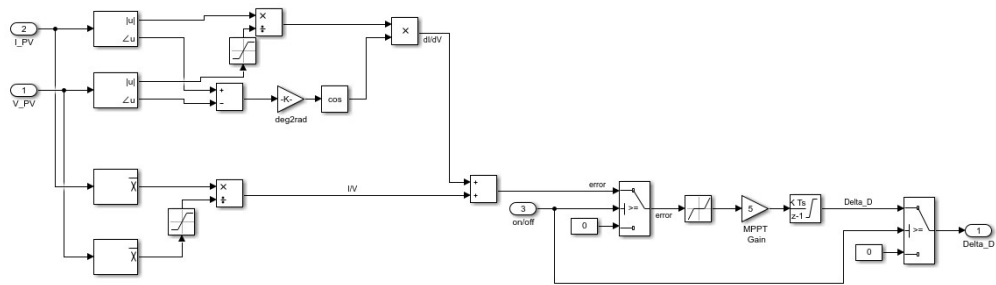 2
I_PV
|u|
∠u
×
÷
×
dI/dV
1
V_PV
|u|
∠u
+
−
-K-
deg2rad
cos
x̄
×
÷
I/V
+
+
x̄
3
on/off
error
>=
0
error
5
MPPT
Gain
K Ts
z-1
Delta_D
>=
0
1
Delta_D